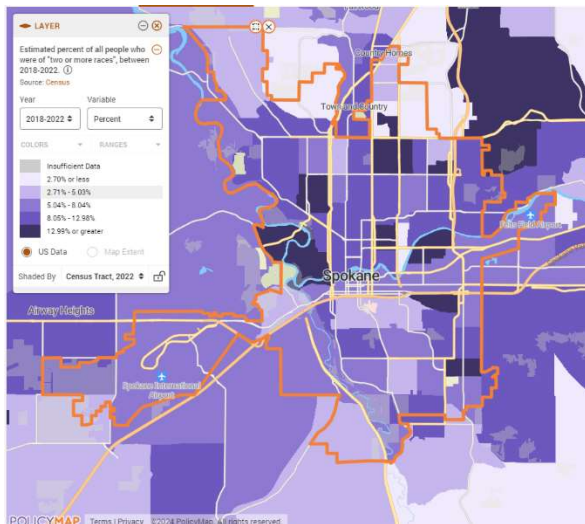 LAYER
Estimated percent of all people who
were of "two or more races", between
2018-2022.
Source: Census
Year Variable
2018-2022 Percent
COLORS RANGES
Insufficient Data
2.70% or less
2.71% - 5.03%
5.04% - 8.04%
8.05% - 12.98%
12.99% or greater
US Data Map Extent
Shaded By Census Tract, 2022
Country Homes
Town and Country
Felts Field Airport
Spokane
Airway Heights
Spokane International
Airport
POLICYMAP Terms | Privacy ©2024 PolicyMap. All rights reserved.